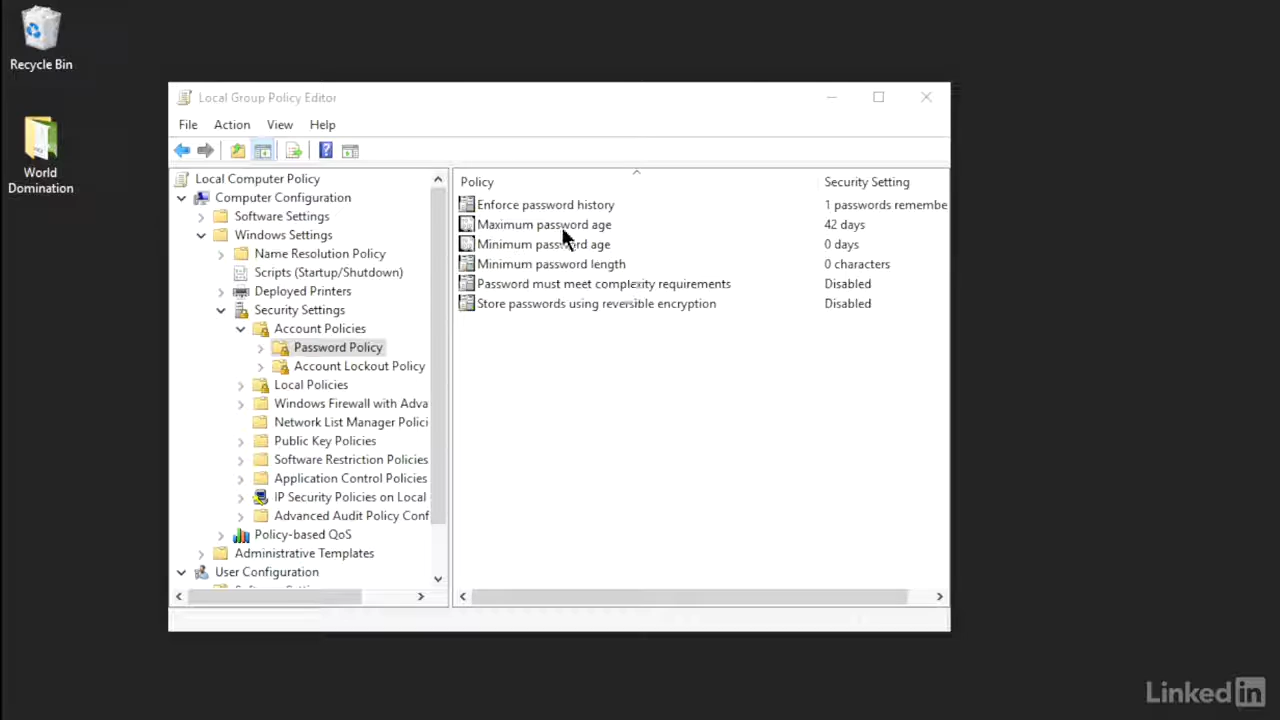 Recycle Bin
World
Domination
Local Group Policy Editor
File Action View Help
Local Computer Policy
Computer Configuration
Software Settings
Windows Settings
Name Resolution Policy
Scripts (Startup/Shutdown)
Deployed Printers
Security Settings
Account Policies
Password Policy
Account Lockout Policy
Local Policies
Windows Firewall with Adva
Network List Manager Polici
Public Key Policies
Software Restriction Policies
Application Control Policies
IP Security Policies on Local
Advanced Audit Policy Conf
Policy-based QoS
Administrative Templates
User Configuration
Policy Security Setting
Enforce password history 1 passwords remembe
Maximum password age 42 days
Minimum password age 0 days
Minimum password length 0 characters
Password must meet complexity requirements Disabled
Store passwords using reversible encryption Disabled
Linked in